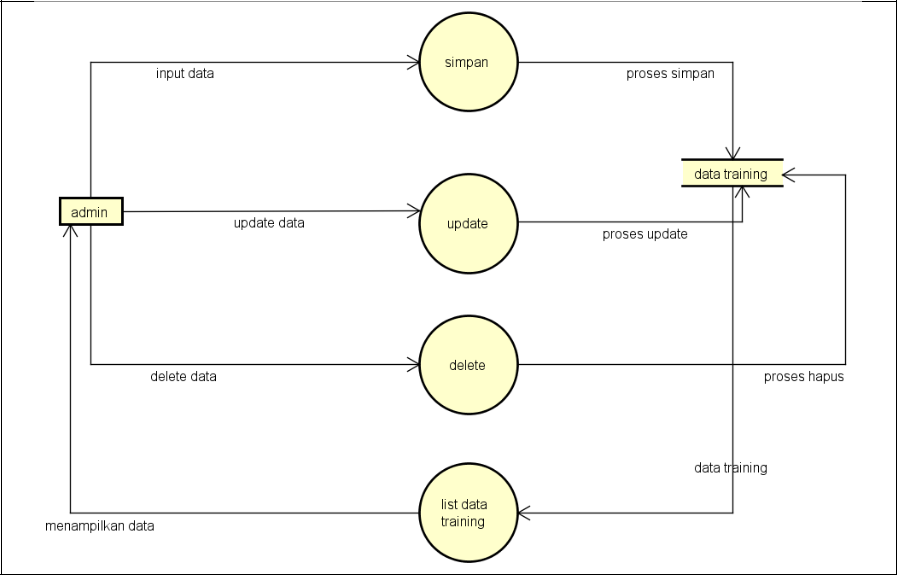 simpan
input data
proses simpan
data training
admin
update data
update
proses update
delete
delete data
proses hapus
data training
list data
training
menampilkan data